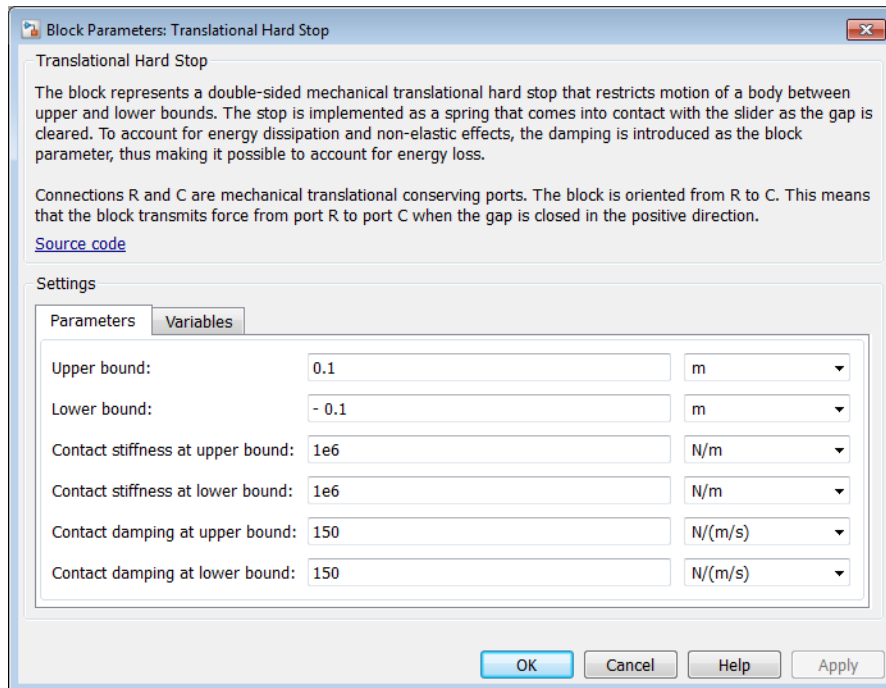 Block Parameters: Translational Hard Stop
Translational Hard Stop
The block represents a double-sided mechanical translational hard stop that restricts motion of a body between
upper and lower bounds. The stop is implemented as a spring that comes into contact with the slider as the gap is
cleared. To account for energy dissipation and non-elastic effects, the damping is introduced as the block
parameter, thus making it possible to account for energy loss.
Connections R and C are mechanical translational conserving ports. The block is oriented from R to C. This means
that the block transmits force from port R to port C when the gap is closed in the positive direction.
Source code
Settings
Parameters Variables
Upper bound: 0.1 m
Lower bound: - 0.1 m
Contact stiffness at upper bound: 1e6 N/m
Contact stiffness at lower bound: 1e6 N/m
Contact damping at upper bound: 150 N/(m/s)
Contact damping at lower bound: 150 N/(m/s)
OK Cancel Help Apply